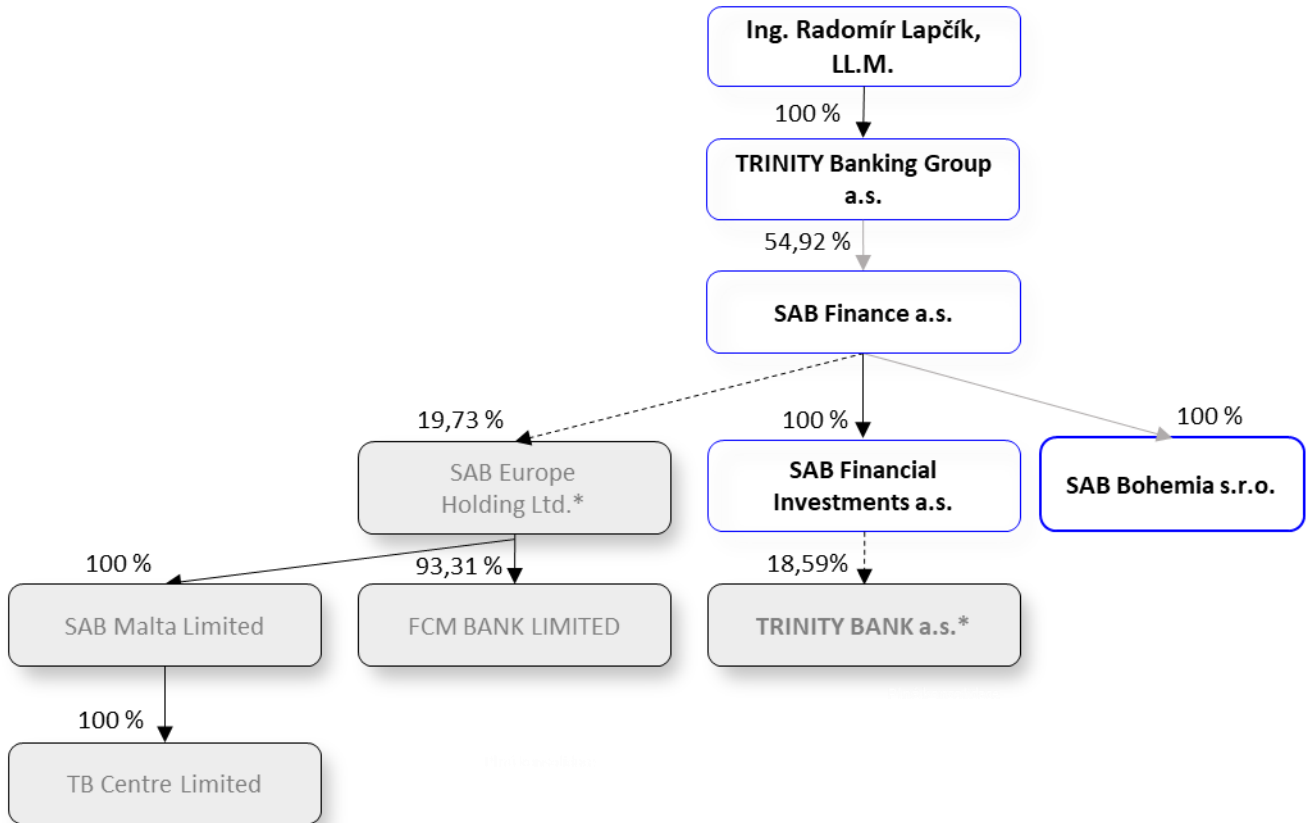 Ing. Radomír Lapčík,
LL.M.
100 %
TRINITY Banking Group
a.s.
54,92 %
SAB Finance a.s.
19,73 %
100 %
100 %
SAB Europe
Holding Ltd.*
SAB Financial
Investments a.s.
SAB Bohemia s.r.o.
100 %
93,31 %
18,59%
SAB Malta Limited
FCM BANK LIMITED
TRINITY BANK a.s.*
100 %
TB Centre Limited